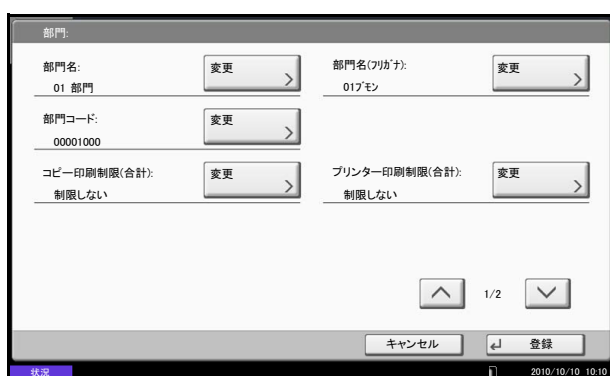 部門:
部門名:
変更
部門名(フリガナ):
変更
01 部門
01ブモン
部門コード:
変更
00001000
コピー印刷制限(合計):
変更
プリンター印刷制限(合計):
変更
制限しない
制限しない
1/2
キャンセル
登録
状況
2010/10/10 10:10